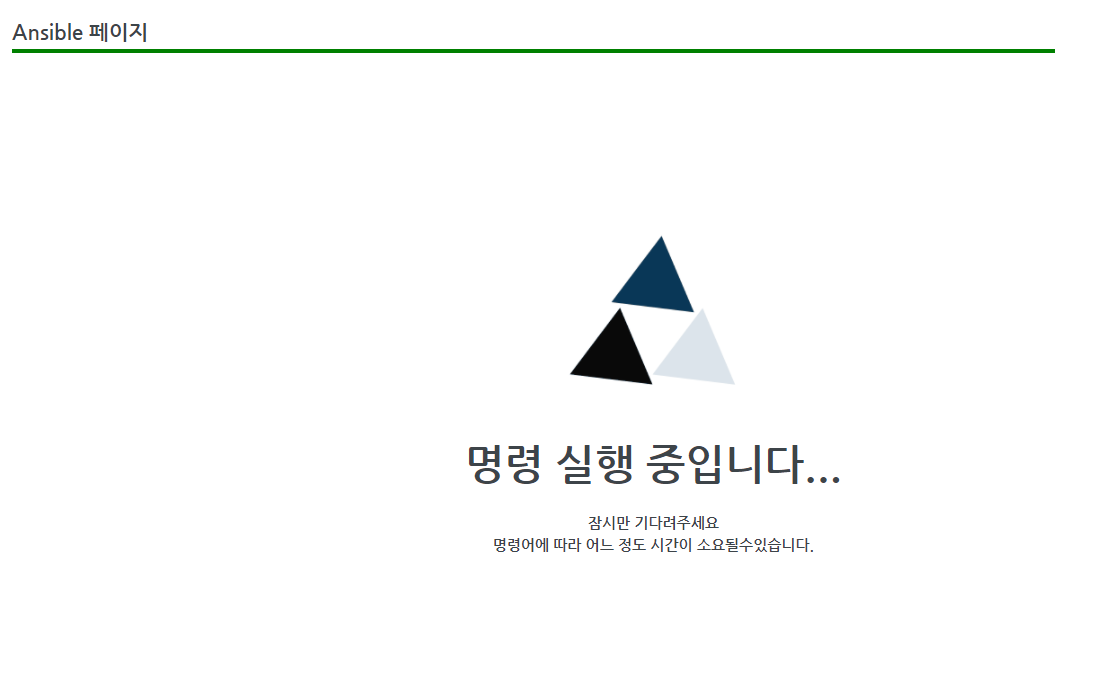 Ansible 페이지
명령 실행 중입니다...
잠시만 기다려주세요
명령어에 따라 어느 정도 시간이 소요될수있습니다.